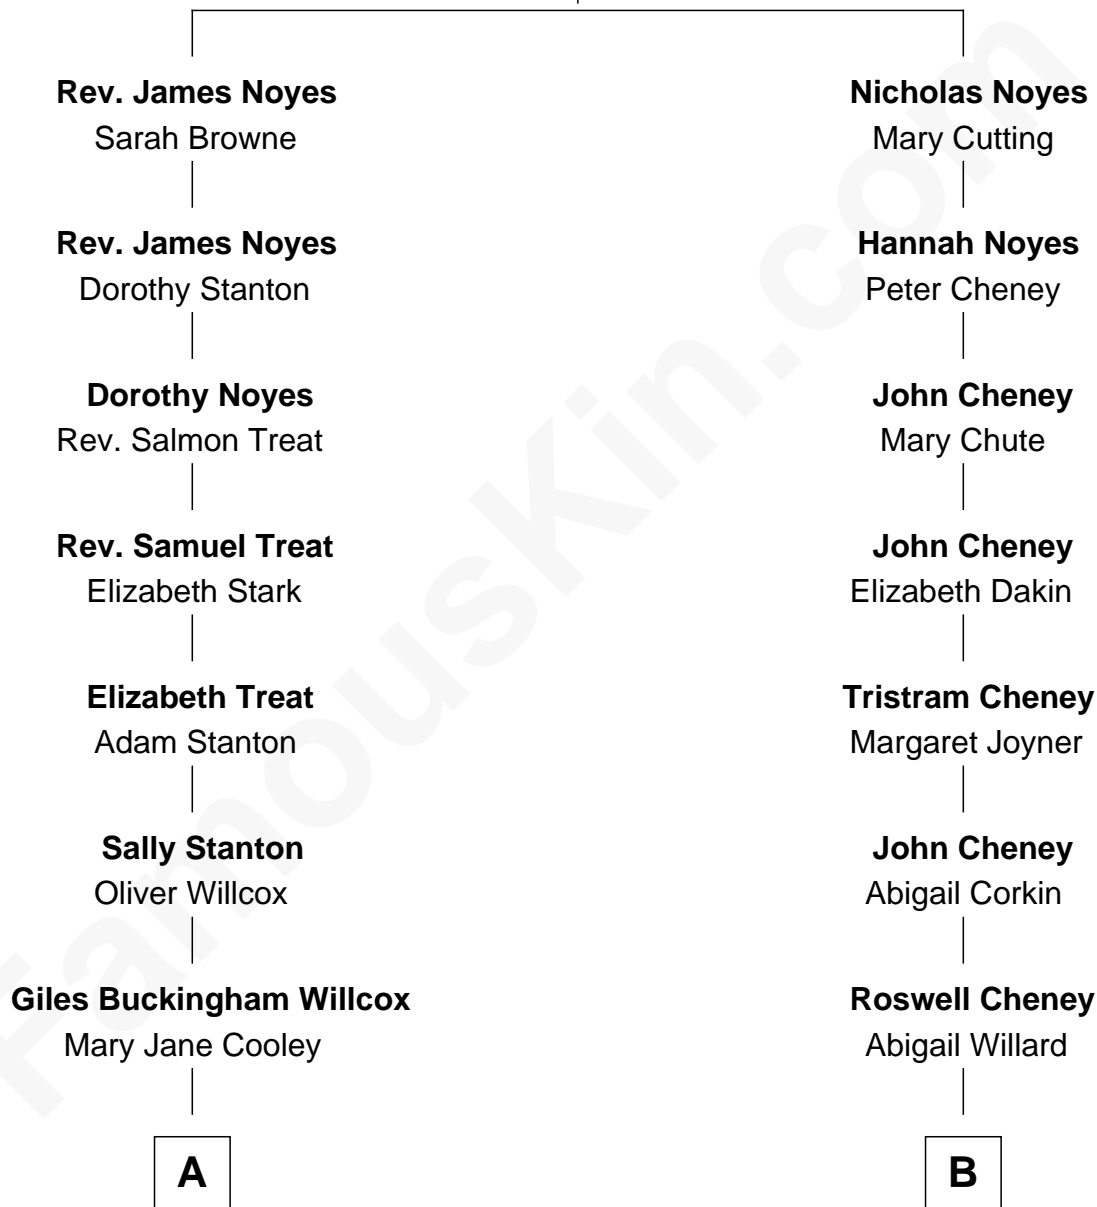 Rev. James Noyes
Sarah Browne
Rev. James Noyes
Dorothy Stanton
Dorothy Noyes
Rev. Salmon Treat
Rev. Samuel Treat
Elizabeth Stark
Elizabeth Treat
Adam Stanton
Sally Stanton
Oliver Willcox
Giles Buckingham Willcox
Mary Jane Cooley
A
Nicholas Noyes
Mary Cutting
Hannah Noyes
Peter Cheney
John Cheney
Mary Chute
John Cheney
Elizabeth Dakin
Tristram Cheney
Margaret Joyner
John Cheney
Abigail Corkin
Roswell Cheney
Abigail Willard
B
FamousKin.com